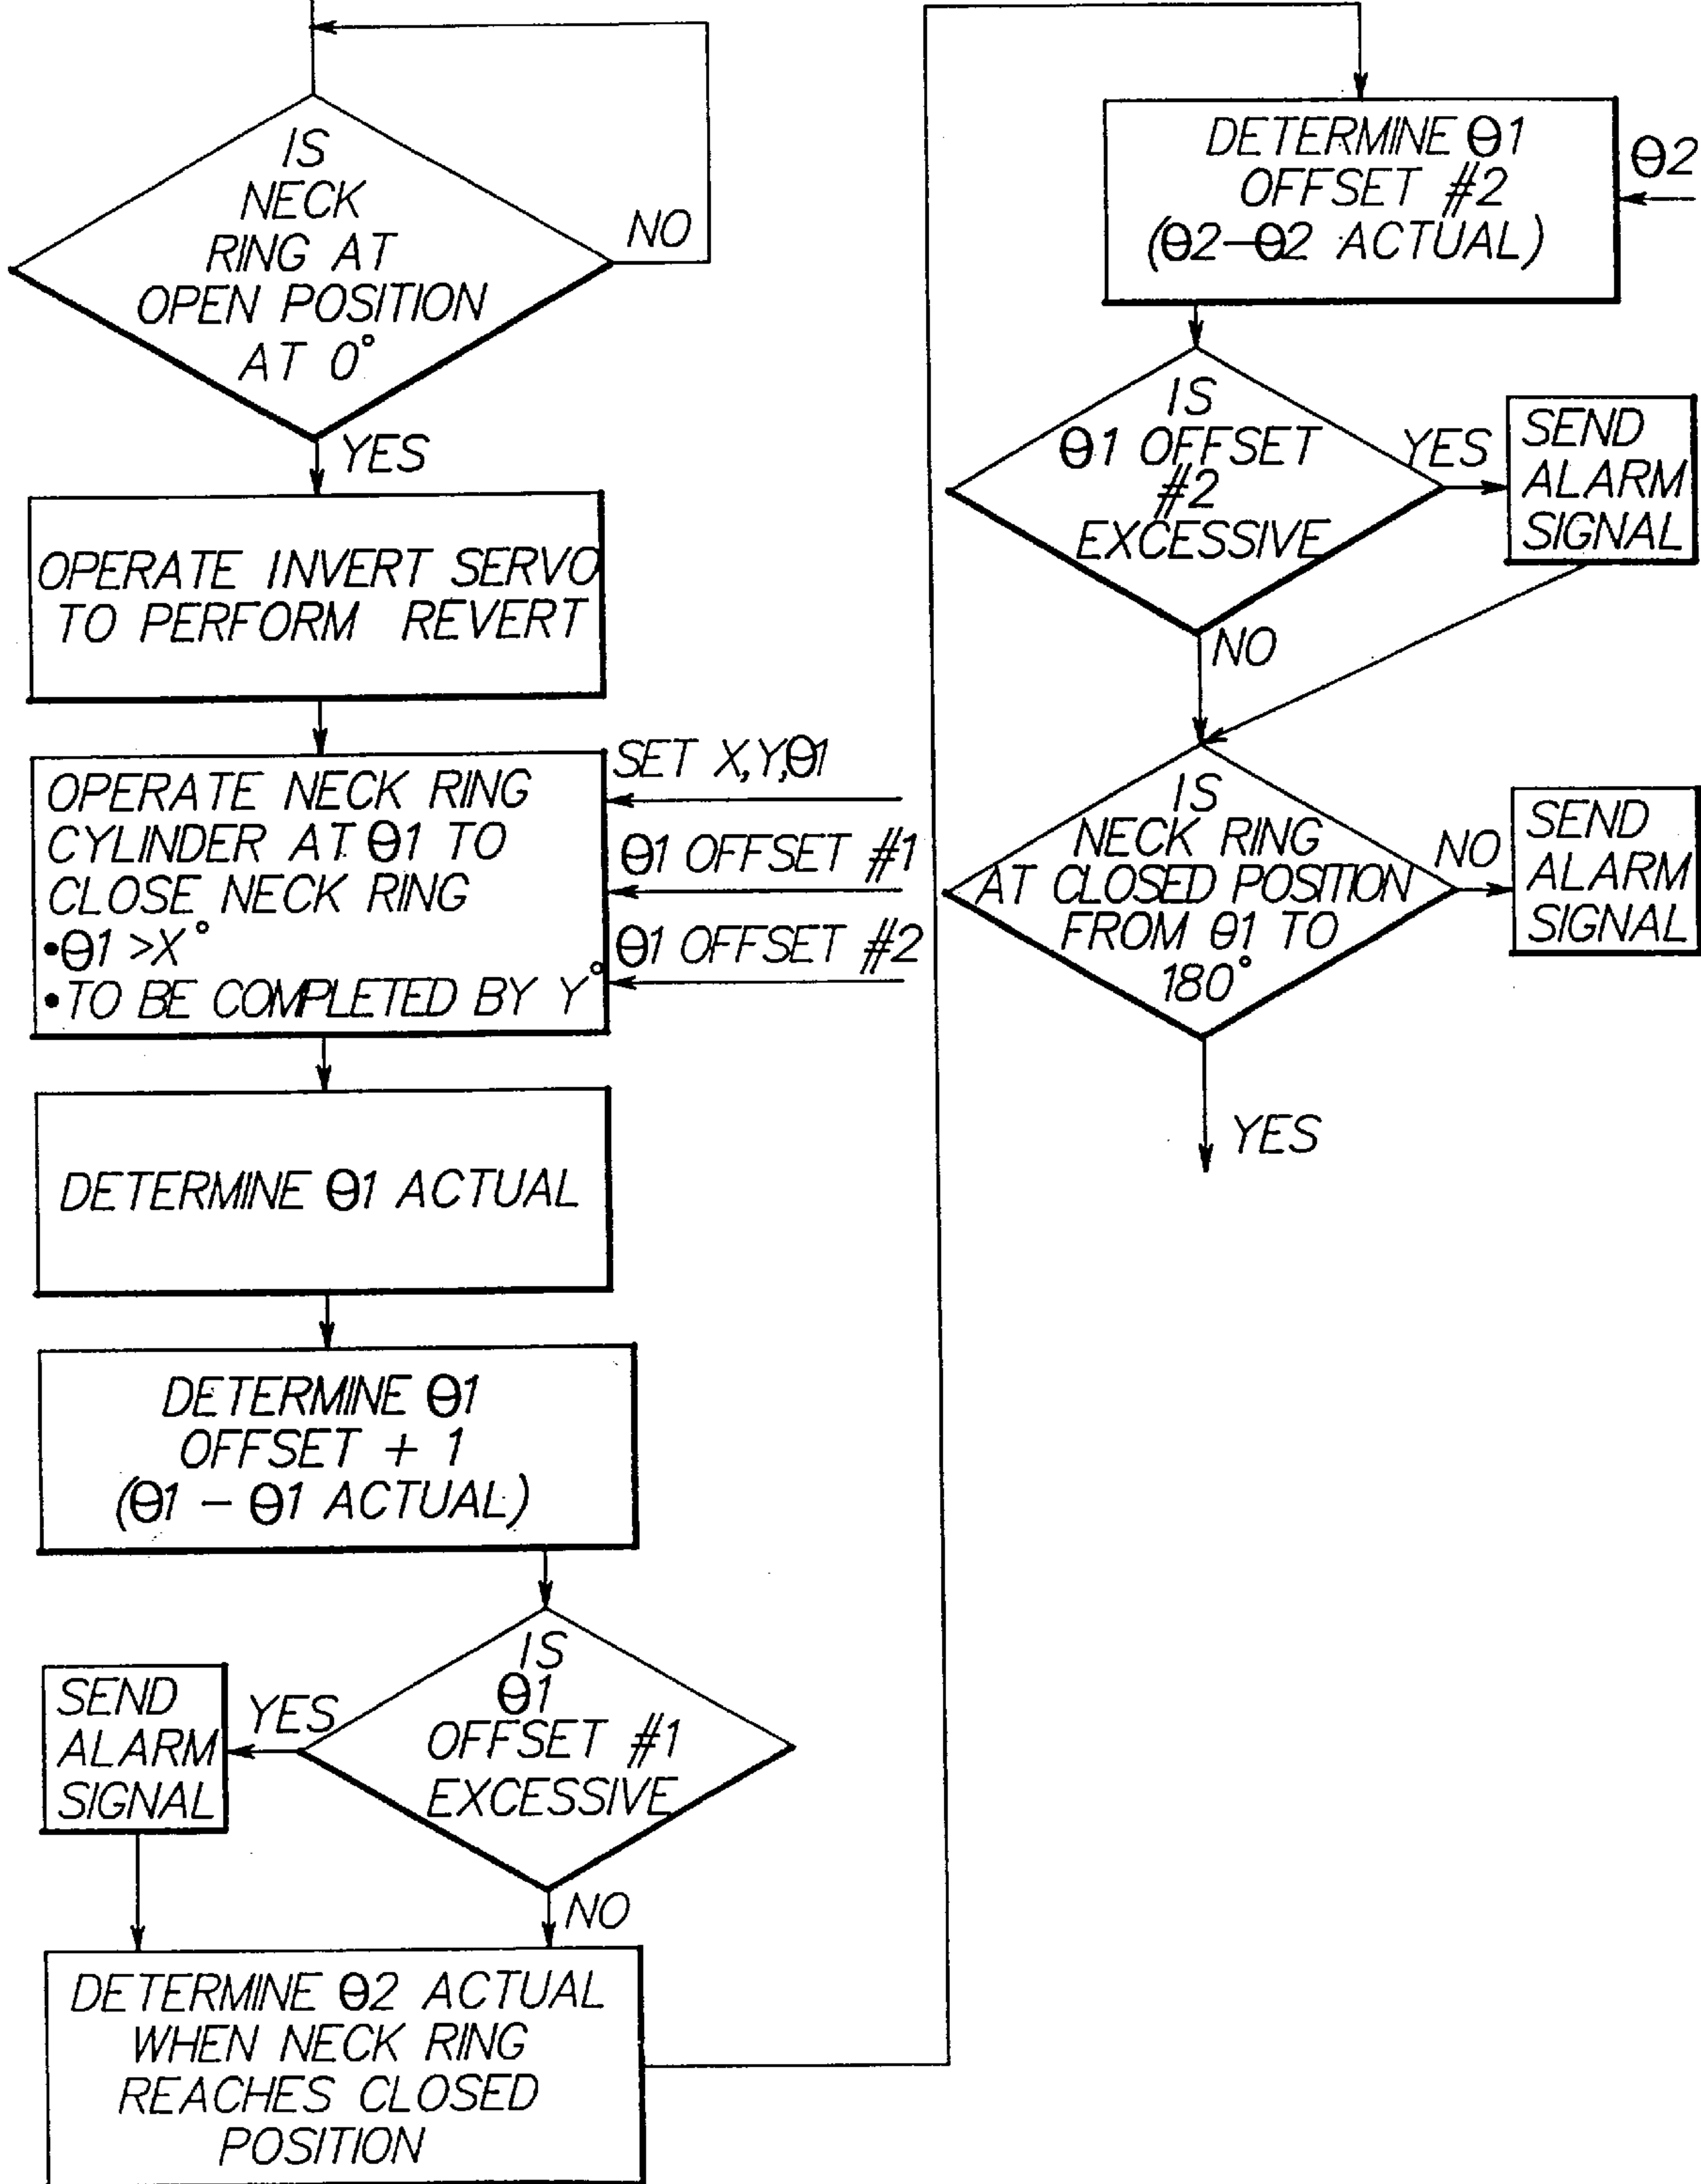 IS
NECK
RING AT
OPEN POSITION
AT 0°
NO
YES
OPERATE INVERT SERVO
TO PERFORM REVERT
OPERATE NECK RING
CYLINDER AT Θ1 TO
CLOSE NECK RING
•Θ1 >X°
•TO BE COMPLETED BY Y°
SET X,Y,Θ1
Θ1 OFFSET #1
Θ1 OFFSET #2
DETERMINE Θ1 ACTUAL
DETERMINE Θ1
OFFSET + 1
(Θ1 – Θ1 ACTUAL)
IS
Θ1
OFFSET #1
EXCESSIVE
YES
SEND
ALARM
SIGNAL
NO
DETERMINE Θ2 ACTUAL
WHEN NECK RING
REACHES CLOSED
POSITION
DETERMINE Θ1
OFFSET #2
(Θ2–Θ2 ACTUAL)
Θ2
IS
Θ1 OFFSET
#2
EXCESSIVE
YES
SEND
ALARM
SIGNAL
NO
IS
NECK RING
AT CLOSED POSITION
FROM Θ1 TO
180°
NO
SEND
ALARM
SIGNAL
YES